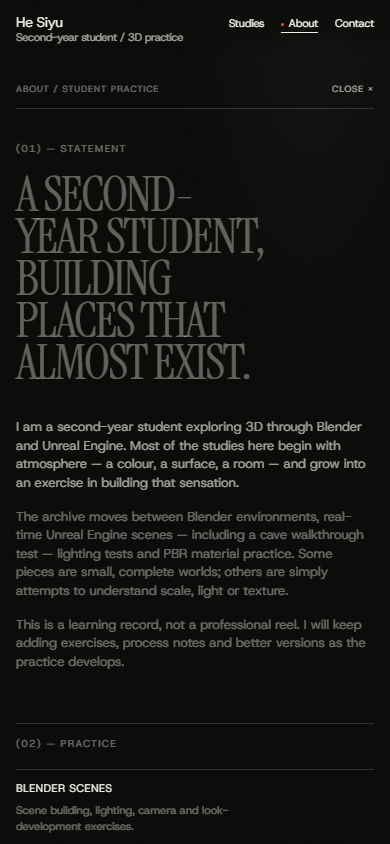 He Siyu
Second-year student / 3D practice
Studies
About
Contact
ABOUT / STUDENT PRACTICE
CLOSE ×
(01) — STATEMENT
A SECOND-
YEAR STUDENT,
BUILDING
PLACES THAT
ALMOST EXIST.
I am a second-year student exploring 3D through Blender
and Unreal Engine. Most of the studies here begin with
atmosphere — a colour, a surface, a room — and grow into
an exercise in building that sensation.
The archive moves between Blender environments, real-
time Unreal Engine scenes — including a cave walkthrough
test — lighting tests and PBR material practice. Some
pieces are small, complete worlds; others are simply
attempts to understand scale, light or texture.
This is a learning record, not a professional reel. I will keep
adding exercises, process notes and better versions as the
practice develops.
(02) — PRACTICE
BLENDER SCENES
Scene building, lighting, camera and look-
development exercises.